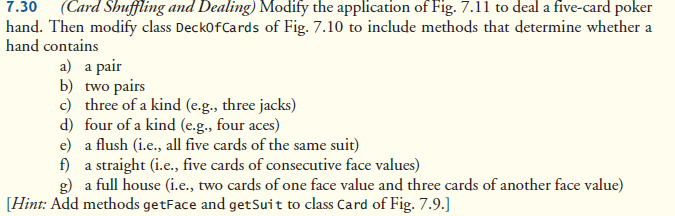 7.30 (Card Shuffling and Dealing) Modify the application of Fig. 7.11 to deal a five-card poker
hand. Then modify class DeckOfCards of Fig. 7.10 to include methods that determine whether a
hand contains
a) a pair
b) two pairs
c) three of a kind (e.g., three jacks)
d) four of a kind (e.g., four aces)
e) a flush (i.e., all five cards of the same suit)
f) a straight (i.e., five cards of consecutive face values)
g) a full house (i.e., two cards of one face value and three cards of another face value)
[Hint: Add methods getFace and getSuit to class Card of Fig. 7.9.]